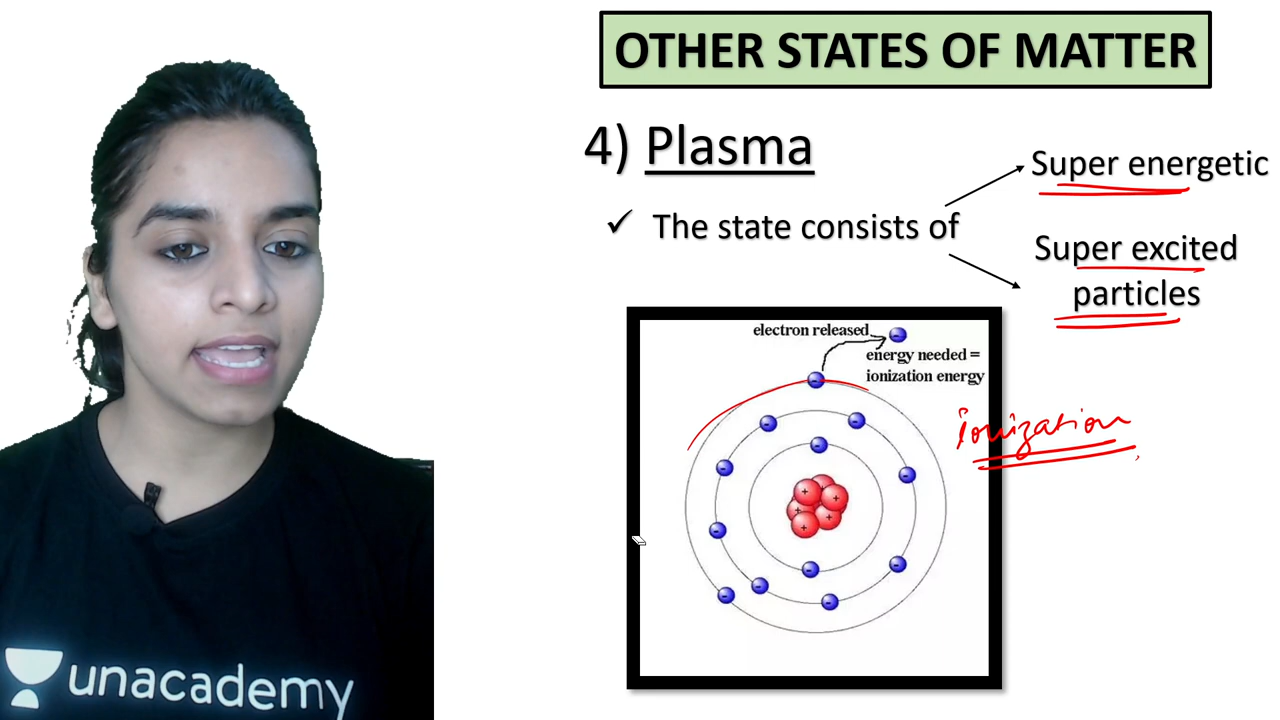 OTHER STATES OF MATTER
4) Plasma
Super energetic
✓ The state consists of
Super excited
particles
electron released
energy needed =
ionization energy
ionization
unacademy